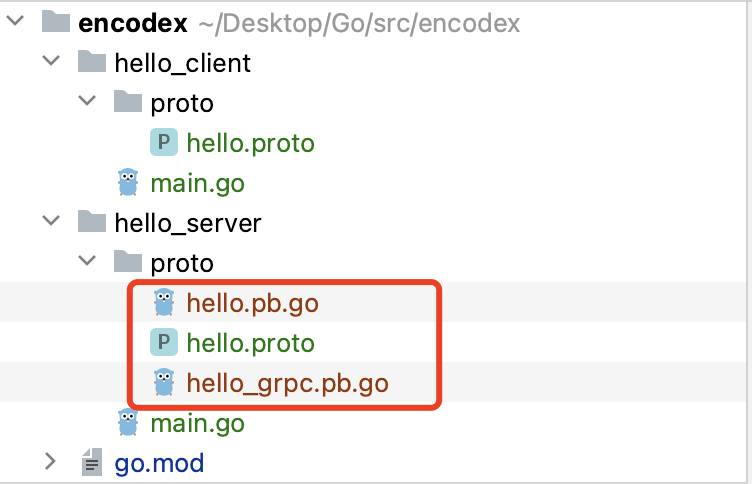 encodex ~/Desktop/Go/src/encodex
hello_client
proto
P hello.proto
main.go
hello_server
proto
hello.pb.go
P hello.proto
hello_grpc.pb.go
main.go
go.mod